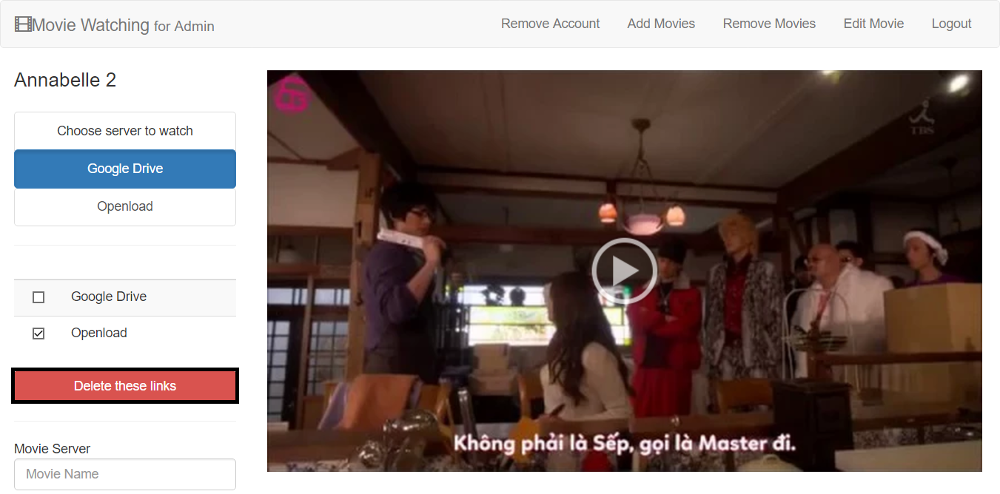 Movie Watching for Admin
Remove Account
Add Movies
Remove Movies
Edit Movie
Logout
Annabelle 2
Choose server to watch
Google Drive
Openload
Google Drive
Openload
Delete these links
Movie Server
Movie Name
TBS
Không phải là Sếp, gọi là Master đi.